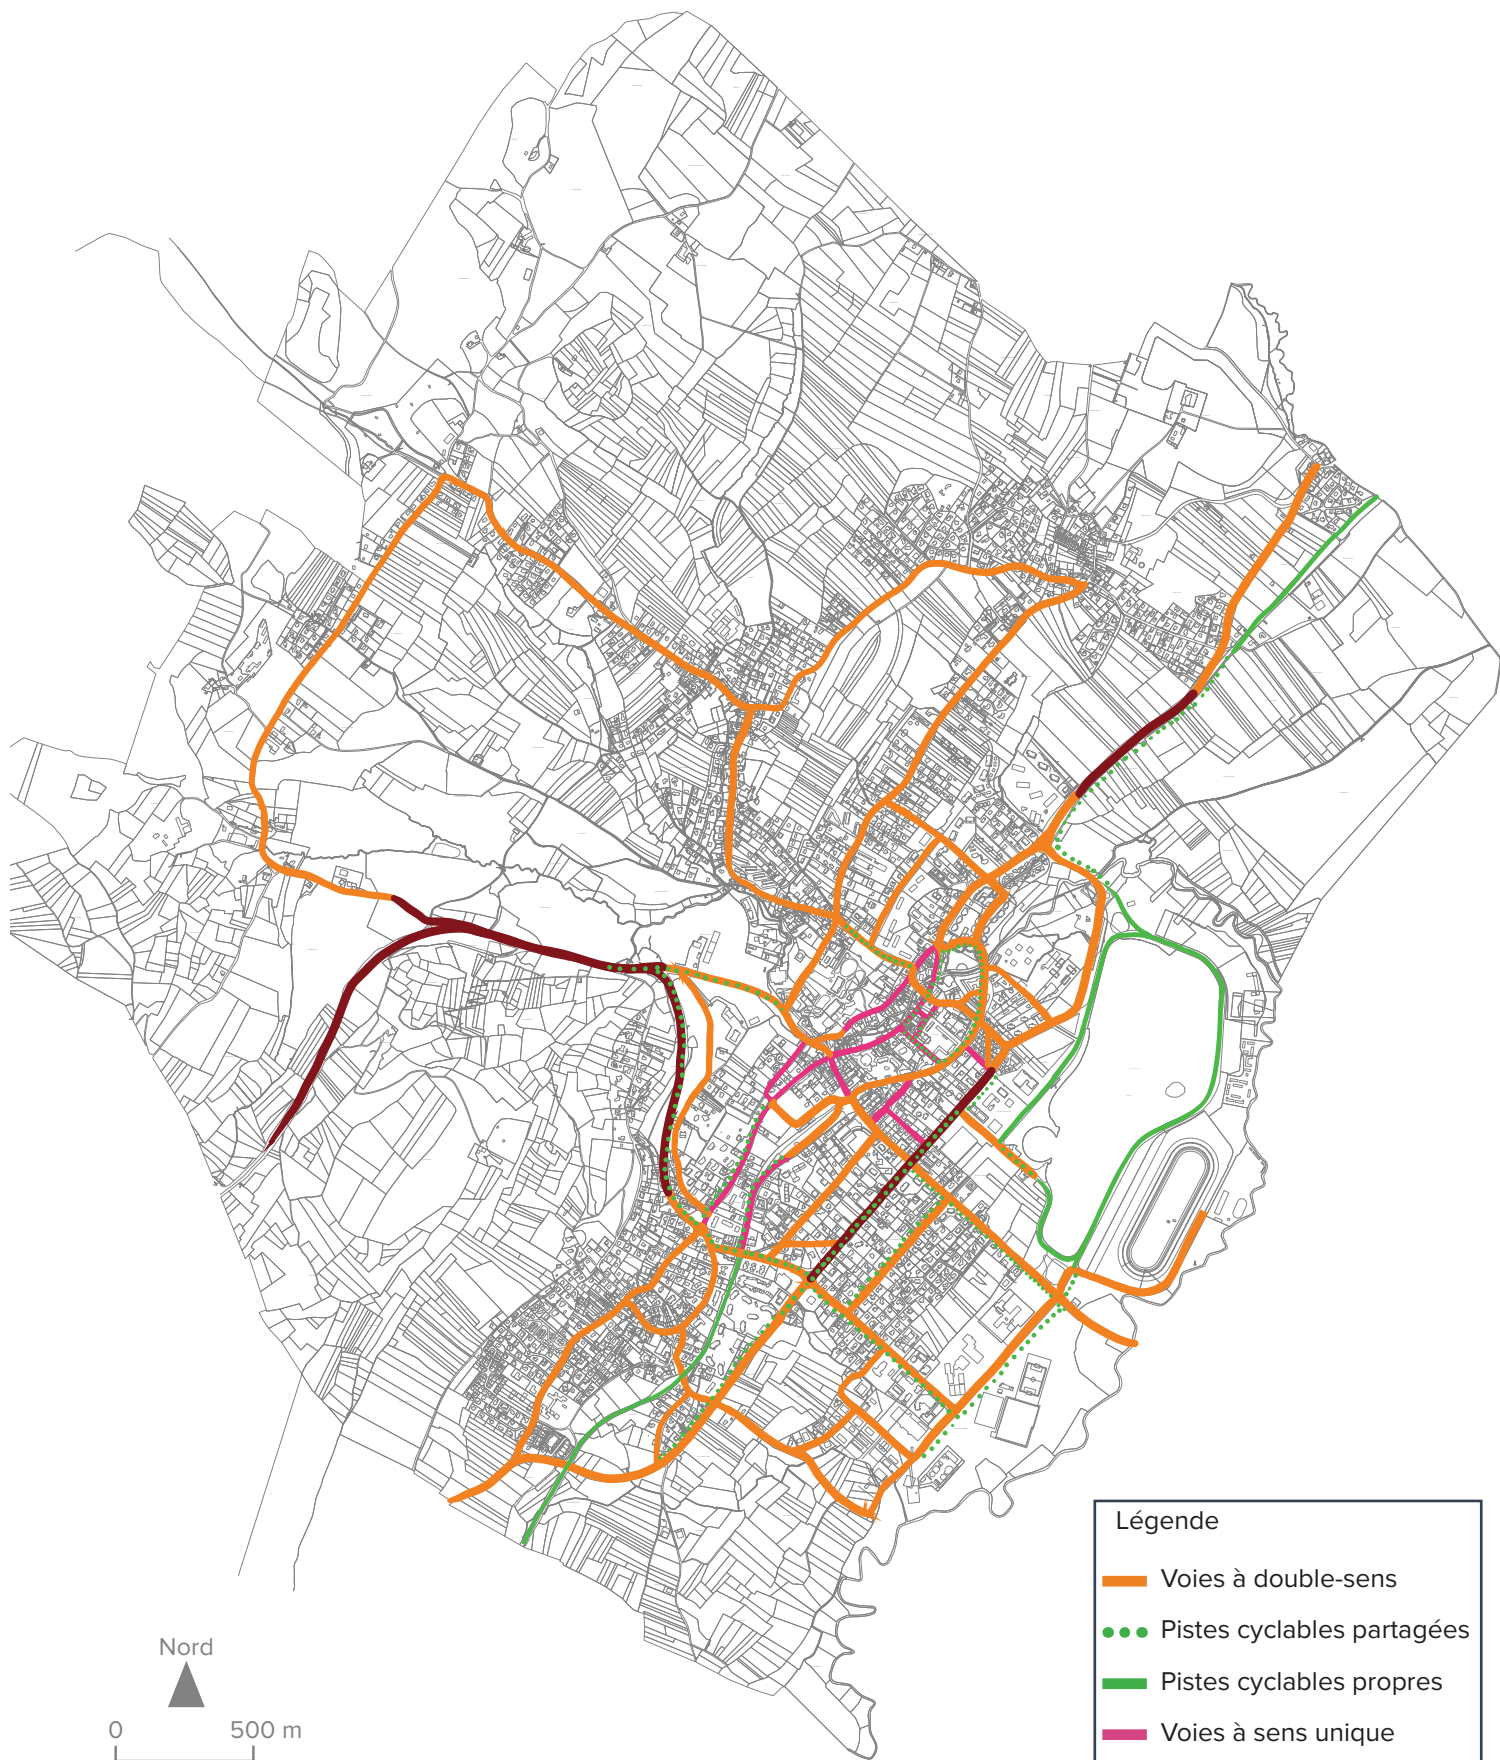 Légende
Voies à double-sens
Pistes cyclables partagées
Pistes cyclables propres
Voies à sens unique
Nord
0 500 m